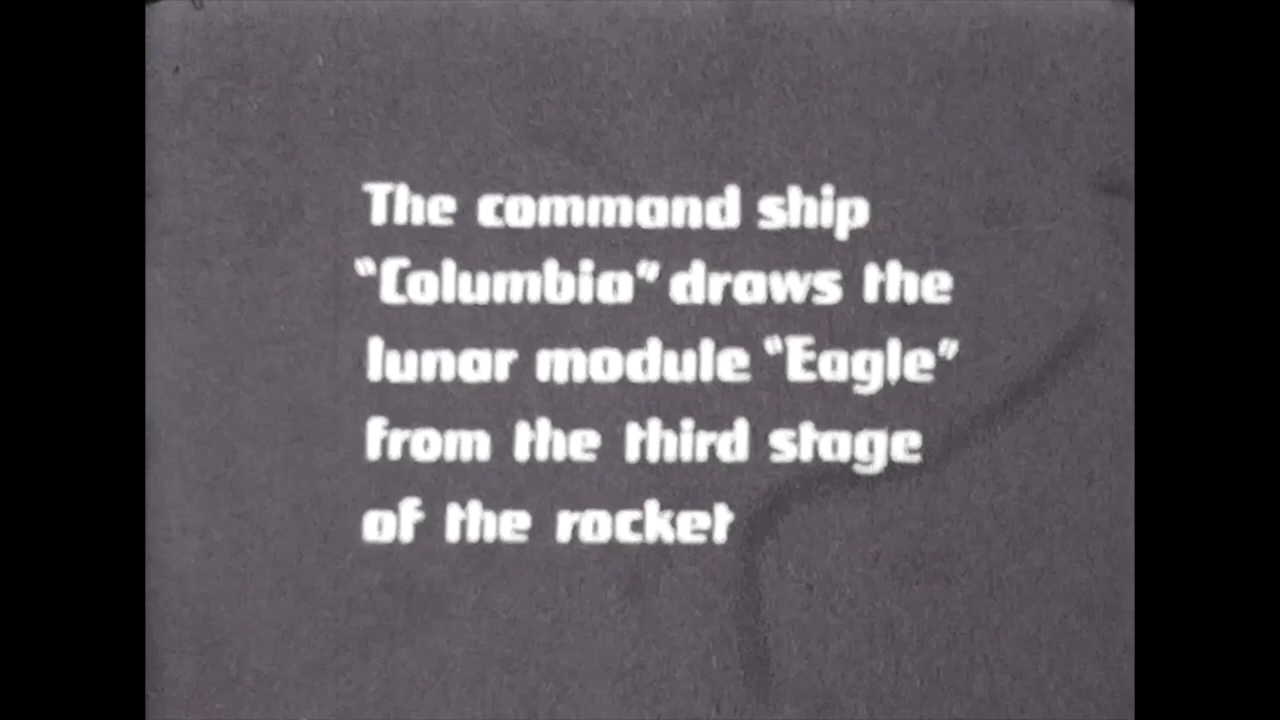 The command ship
“Columbia” draws the
lunar module “Eagle”
from the third stage
of the rocket